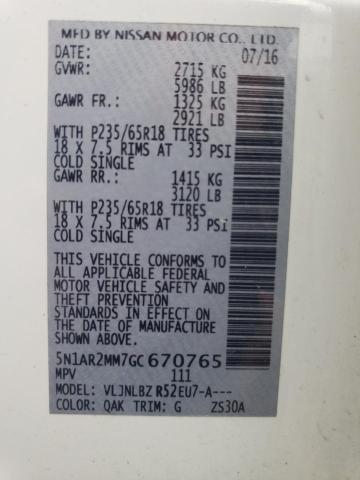 MFD BY NISSAN MOTOR CO., LTD.
DATE: 07/16
GVWR: 2715 KG
5986 LB
GAWR FR.: 1325 KG
2921 LB
WITH P235/65R18 TIRES
18 X 7.5 RIMS AT 33 PSI
COLD SINGLE
GAWR RR.: 1415 KG
3120 LB
WITH P235/65R18 TIRES
18 X 7.5 RIMS AT 33 PSI
COLD SINGLE
THIS VEHICLE CONFORMS TO
ALL APPLICABLE FEDERAL
MOTOR VEHICLE SAFETY AND
THEFT PREVENTION
STANDARDS IN EFFECT ON
THE DATE OF MANUFACTURE
SHOWN ABOVE.
5N1AR2MM7GC670765
MPV 111
MODEL: VLJNLBZ R52EU7-A---
COLOR: QAK TRIM: G ZS30A